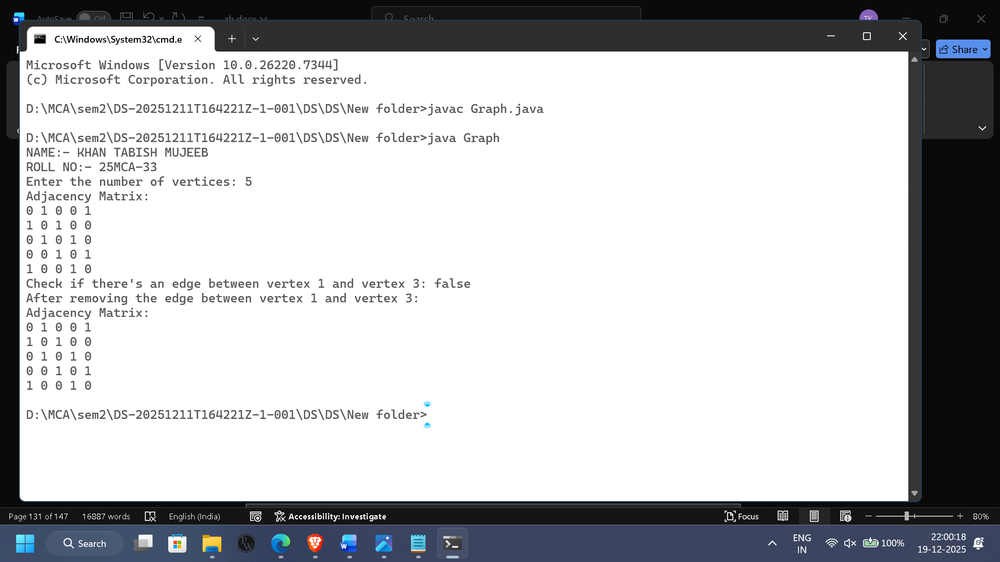 AutoSave Off ab.docx Search TK
C:\Windows\System32\cmd.e
Share
Microsoft Windows [Version 10.0.26220.7344]
(c) Microsoft Corporation. All rights reserved.
D:\MCA\sem2\DS-20251211T164221Z-1-001\DS\DS\New folder>javac Graph.java
D:\MCA\sem2\DS-20251211T164221Z-1-001\DS\DS\New folder>java Graph
NAME:- KHAN TABISH MUJEEB
ROLL NO:- 25MCA-33
Enter the number of vertices: 5
Adjacency Matrix:
0 1 0 0 1
1 0 1 0 0
0 1 0 1 0
0 0 1 0 1
1 0 0 1 0
Check if there's an edge between vertex 1 and vertex 3: false
After removing the edge between vertex 1 and vertex 3:
Adjacency Matrix:
0 1 0 0 1
1 0 1 0 0
0 1 0 1 0
0 0 1 0 1
1 0 0 1 0
D:\MCA\sem2\DS-20251211T164221Z-1-001\DS\DS\New folder>
Page 131 of 147 16887 words English (India) Accessibility: Investigate Focus 80%
Search PW ENG 100% 22:00:18
IN 19-12-2025